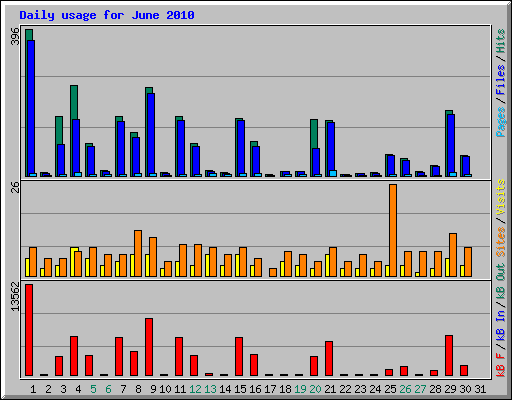 Daily usage for June 2010
396
Pages/Files/Hits
26
Sites/Visits
13562
kB F/kB In/kB Out
1 2 3 4 5 6 7 8 9 10 11 12 13 14 15 16 17 18 19 20 21 22 23 24 25 26 27 28 29 30 31